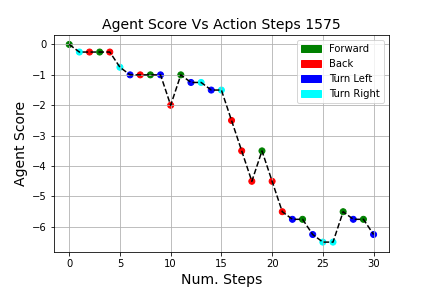 Agent Score Vs Action Steps 1575
Agent Score
0
−1
−2
−3
−4
−5
−6
Forward
Back
Turn Left
Turn Right
0 5 10 15 20 25 30
Num. Steps